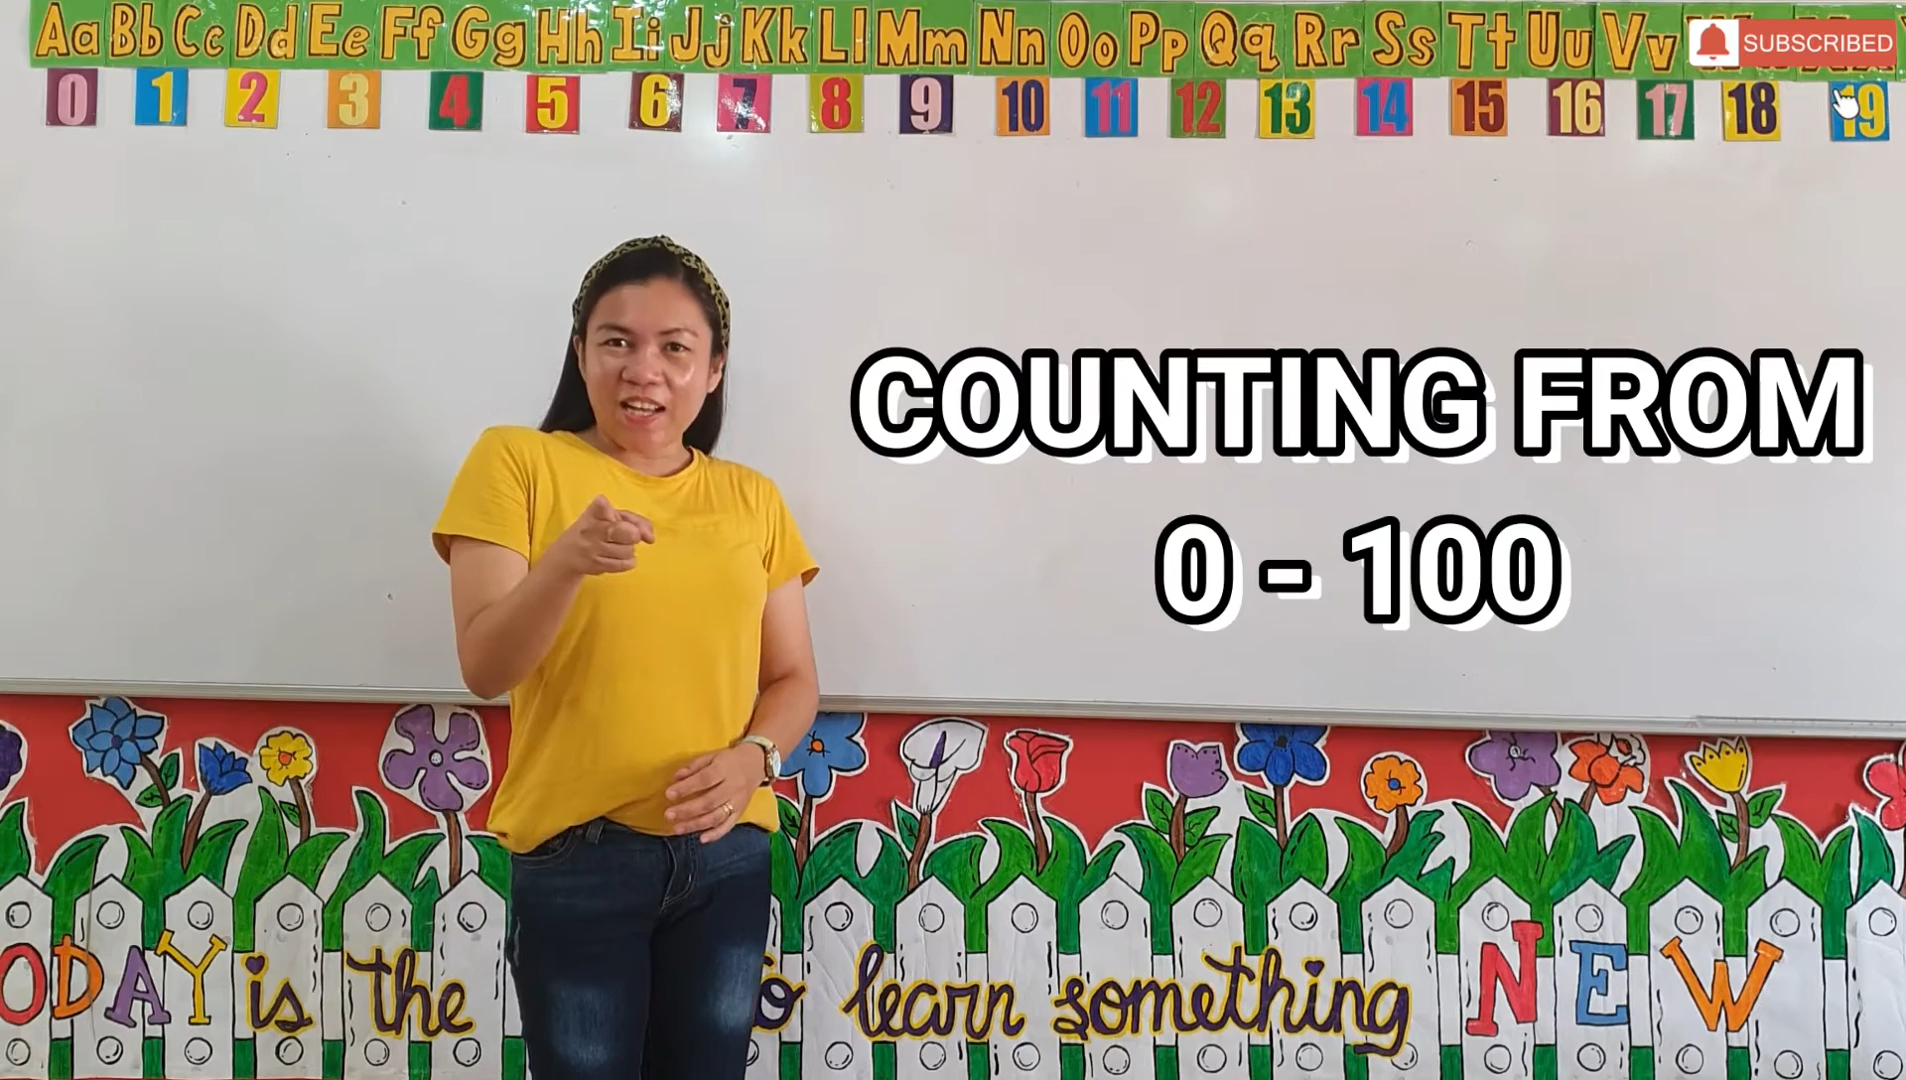 Aa Bb Cc Dd Ee Ff Gg Hh Ii Jj Kk Ll Mm Nn Oo Pp Qq Rr Ss Tt Uu Vv
SUBSCRIBED
0 1 2 3 4 5 6 7 8 9 10 11 12 13 14 15 16 17 18 19
COUNTING FROM
0 - 100
ODAY is the o learn something NEW